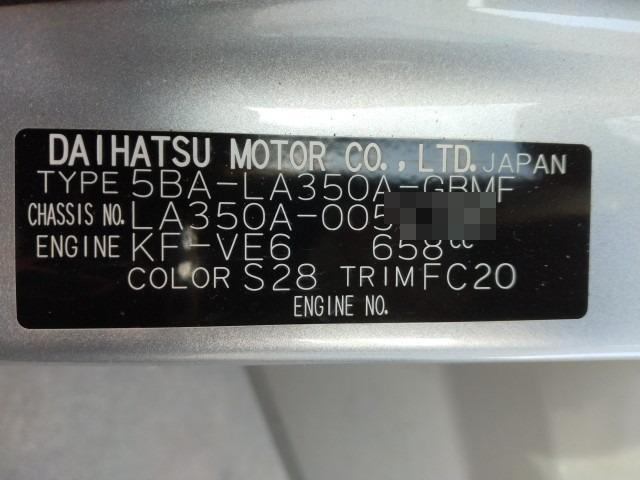 DAIHATSU MOTOR CO., LTD. JAPAN
TYPE 5BA-LA350A-GBMF
CHASSIS NO. LA350A-005
ENGINE KF-VE6 658cc
COLOR S28 TRIM FC20
ENGINE NO.